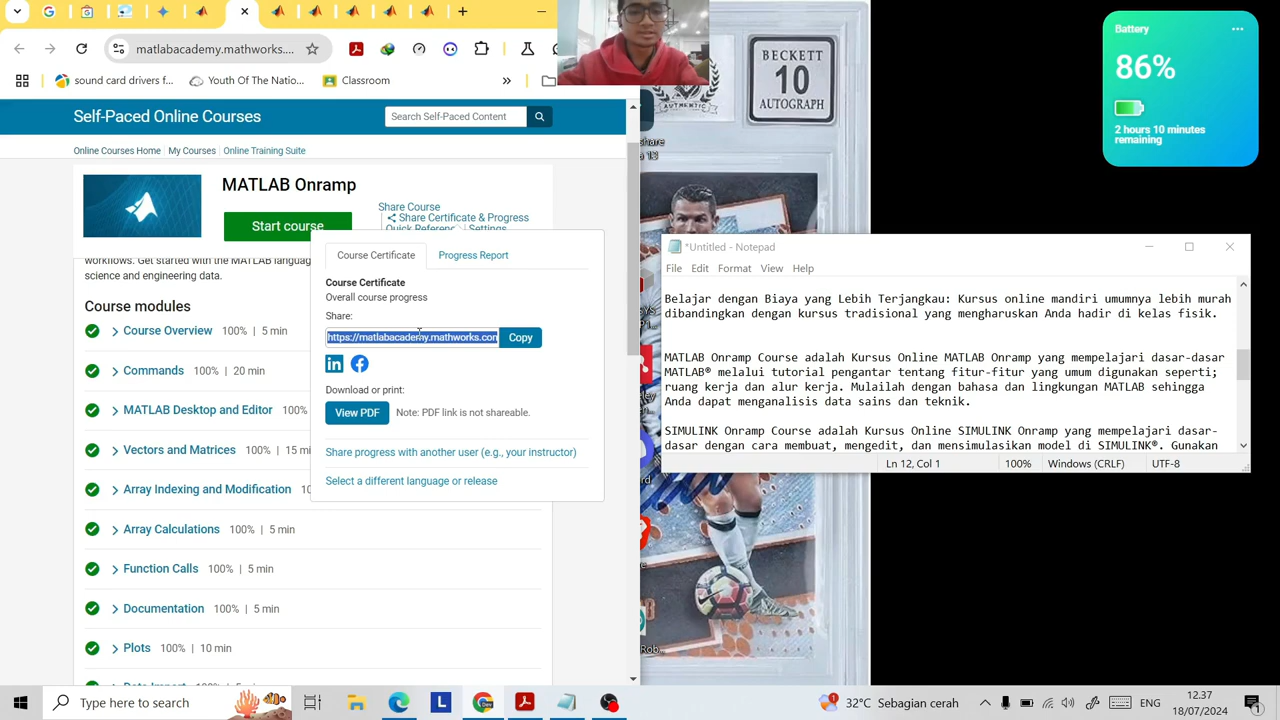 matlabacademy.mathworks....
sound card drivers f...
Youth Of The Natio...
Classroom
»
Self-Paced Online Courses
Search Self-Paced Content
Online Courses Home
My Courses
Online Training Suite
MATLAB Onramp
Start course
Share Course
Share Certificate & Progress
Quick Reference
Settings
science and engineering data.
Course modules
Course Overview 100% | 5 min
Commands 100% | 20 min
MATLAB Desktop and Editor 100%
Vectors and Matrices 100% | 15 mi
Array Indexing and Modification
Array Calculations 100% | 5 min
Function Calls 100% | 5 min
Documentation 100% | 5 min
Plots 100% | 10 min
Course Certificate
Progress Report
Course Certificate
Overall course progress
Share:
https://matlabacademy.mathworks.con
Copy
Download or print:
View PDF
Note: PDF link is not shareable.
Share progress with another user (e.g., your instructor)
Select a different language or release
BECKETT
10
AUTOGRAPH
Battery
86%
2 hours 10 minutes
remaining
*Untitled - Notepad
File Edit Format View Help
Belajar dengan Biaya yang Lebih Terjangkau: Kursus online mandiri umumnya lebih murah
dibandingkan dengan kursus tradisional yang mengharuskan Anda hadir di kelas fisik.
MATLAB Onramp Course adalah Kursus Online MATLAB Onramp yang mempelajari dasar-dasar
MATLAB® melalui tutorial pengantar tentang fitur-fitur yang umum digunakan seperti;
ruang kerja dan alur kerja. Mulailah dengan bahasa dan lingkungan MATLAB sehingga
Anda dapat menganalisis data sains dan teknik.
SIMULINK Onramp Course adalah Kursus Online SIMULINK Onramp yang mempelajari dasar-
dasar dengan cara membuat, mengedit, dan mensimulasikan model di SIMULINK®. Gunakan
Ln 12, Col 1
100%
Windows (CRLF)
UTF-8
Type here to search
32°C Sebagian cerah
ENG
12.37
18/07/2024